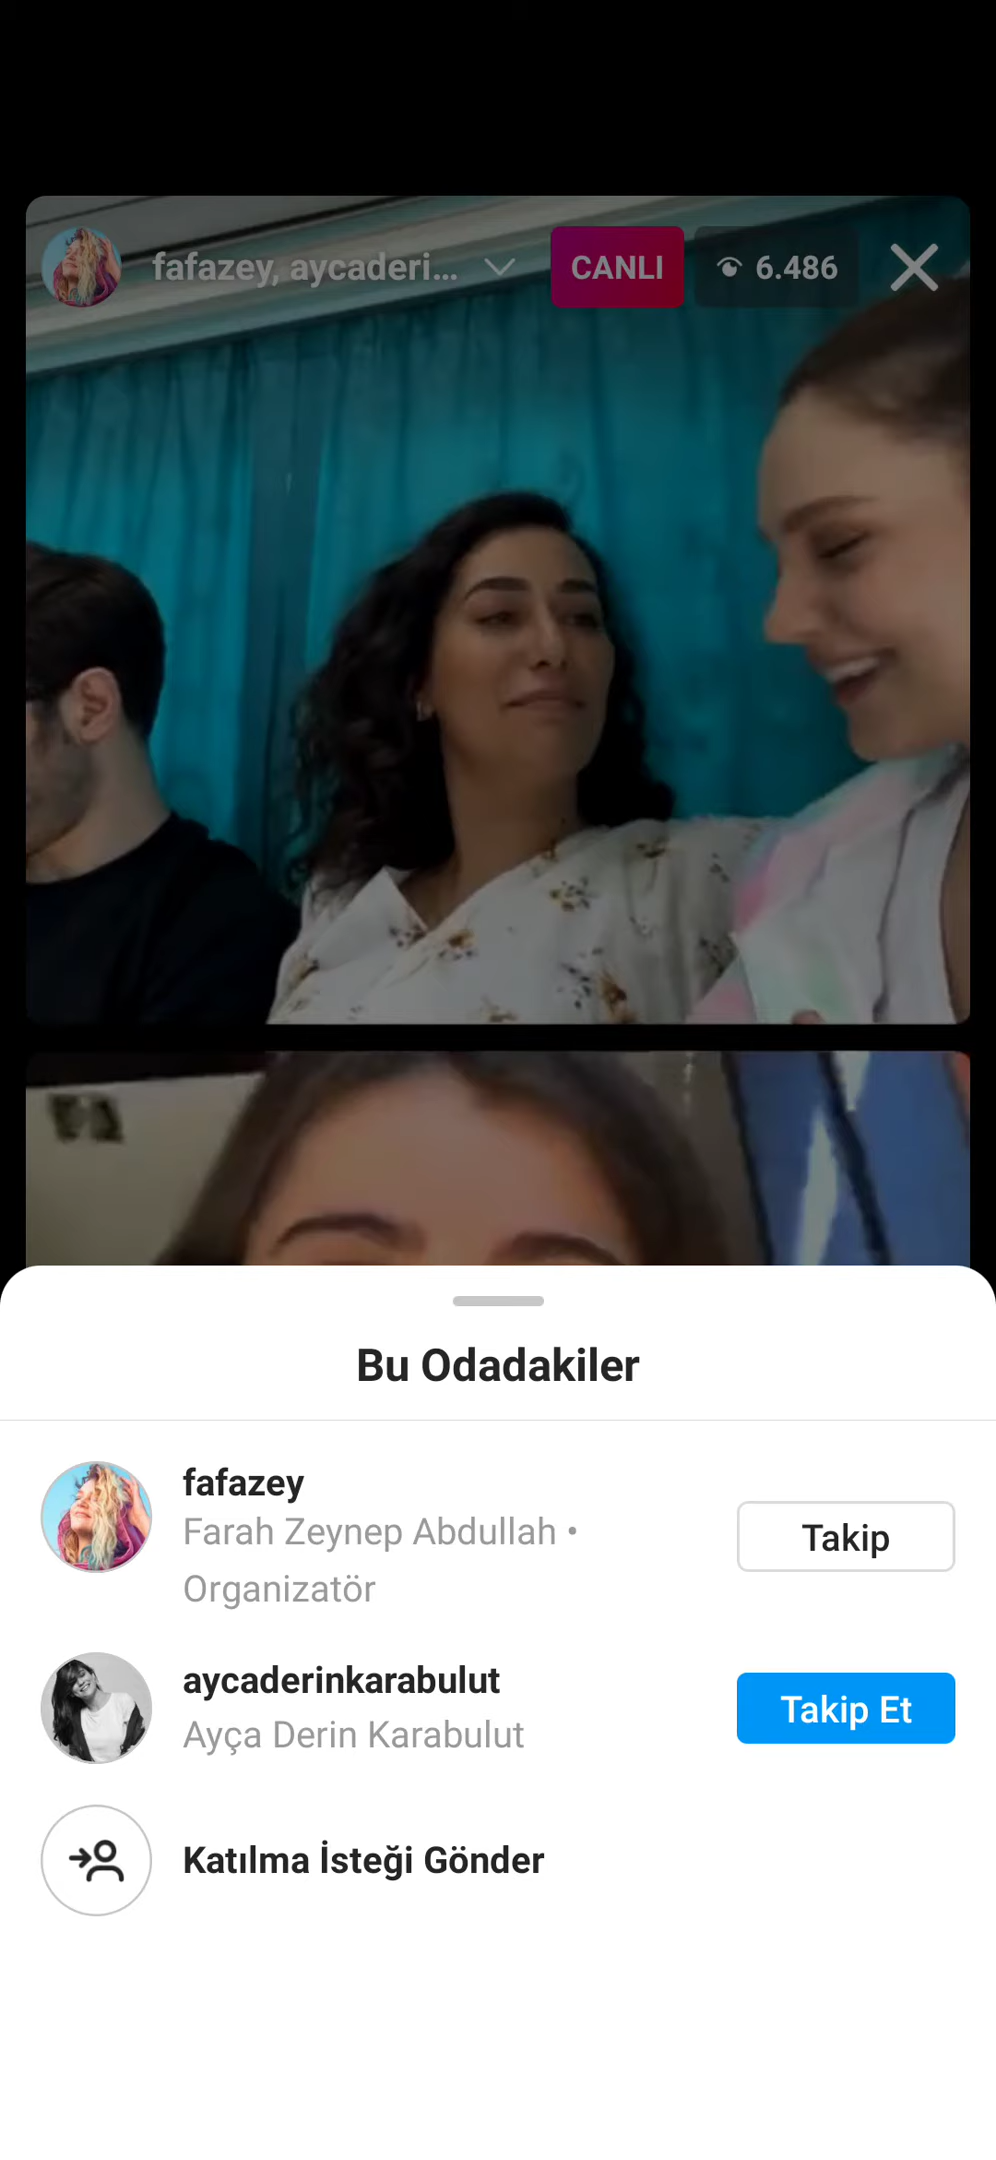 fafazey, aycaderi...
CANLI
6.486
Bu Odadakiler
fafazey
Farah Zeynep Abdullah •
Organizatör
Takip
aycaderinkarabulut
Ayça Derin Karabulut
Takip Et
Katılma İsteği Gönder